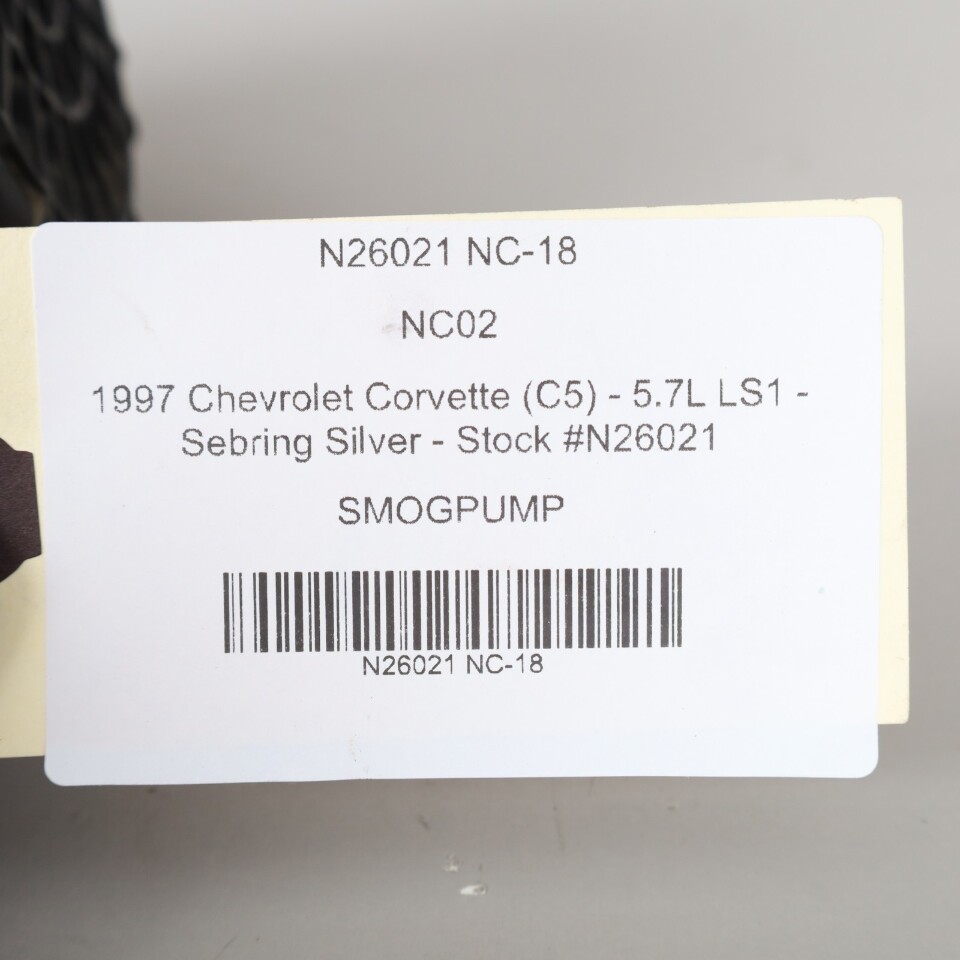 N26021 NC-18
NC02
1997 Chevrolet Corvette (C5) - 5.7L LS1 -
Sebring Silver - Stock #N26021
SMOGPUMP
N26021 NC-18